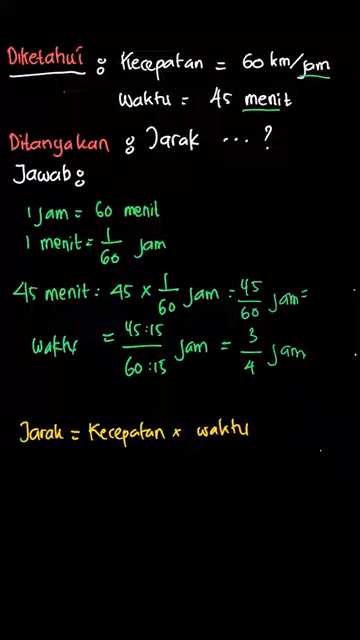 Diketahui : Kecepatan = 60 km/jam
Waktu = 45 menit
Ditanyakan : Jarak ... ?
Jawab :
1 jam = 60 menit
1 menit = 1/60 jam
45 menit = 45 × 1/60 jam = 45/60 jam =
waktu = 45:15/60:15 jam = 3/4 jam
Jarak = Kecepatan × waktu